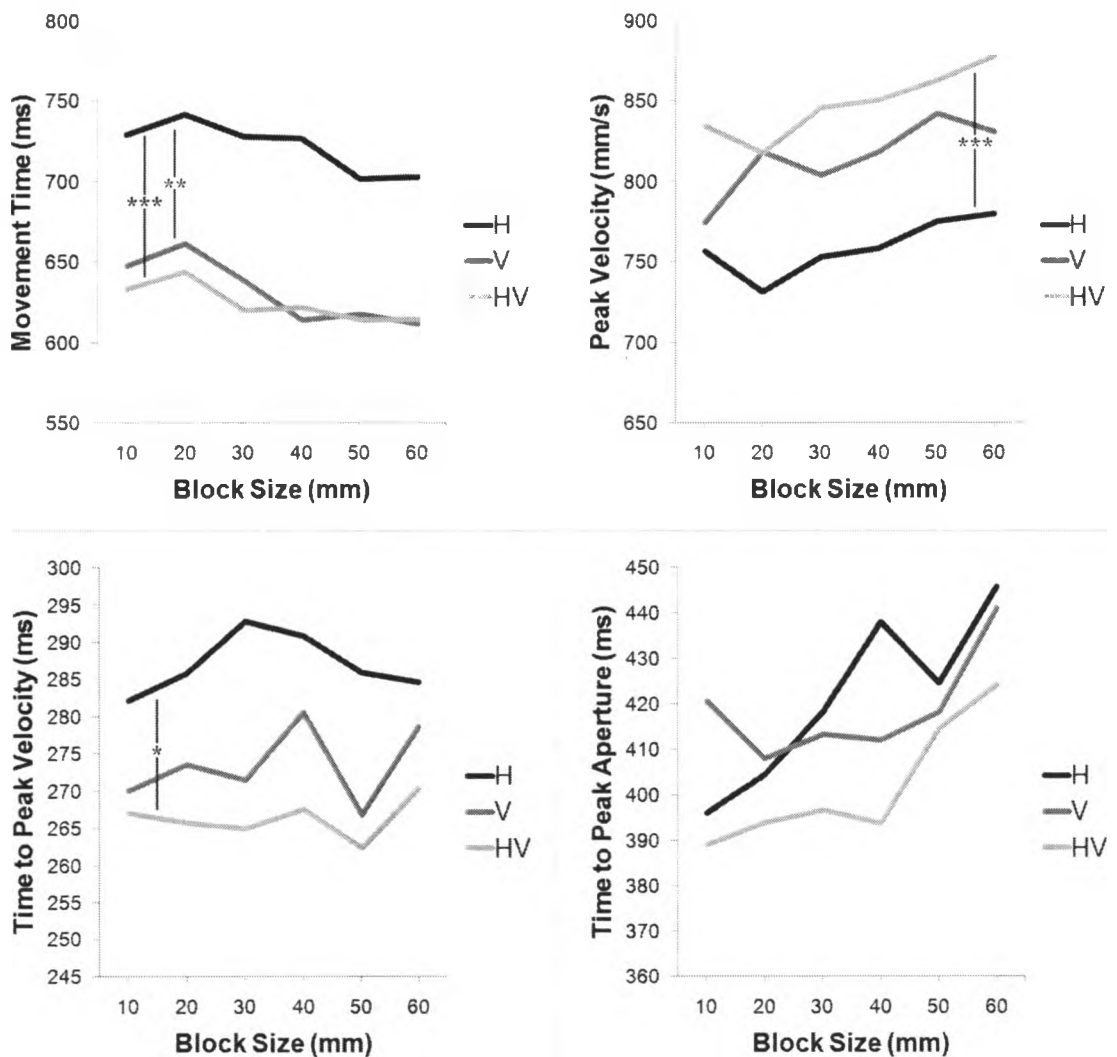 800
750
700
650
600
550
Movement Time (ms)
***
**
10 20 30 40 50 60
Block Size (mm)
H
V
HV
900
850
800
750
700
650
Peak Velocity (mm/s)
***
10 20 30 40 50 60
Block Size (mm)
H
V
HV
300
295
290
285
280
275
270
265
260
255
250
245
Time to Peak Velocity (ms)
*
10 20 30 40 50 60
Block Size (mm)
H
V
HV
450
440
430
420
410
400
390
380
370
360
Time to Peak Aperture (ms)
10 20 30 40 50 60
Block Size (mm)
H
V
HV